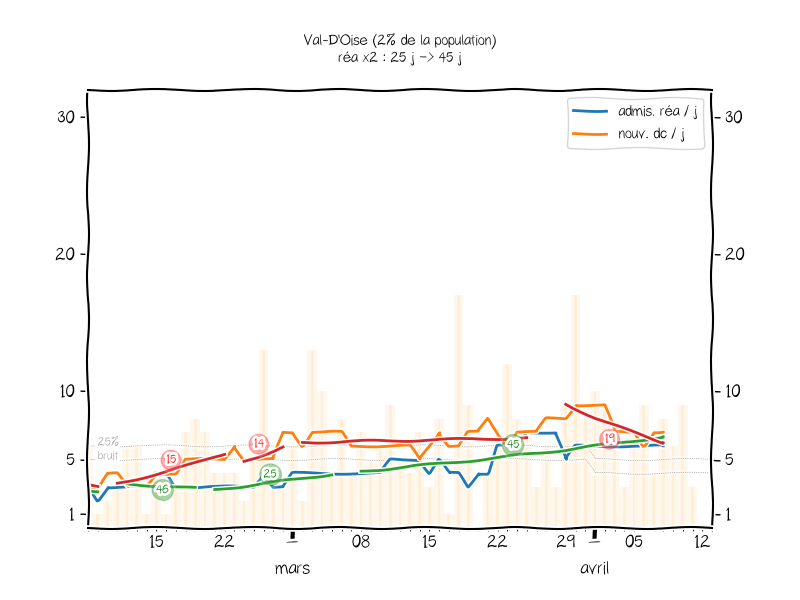 Val-D'Oise (2% de la population)
réa x2 : 25 j -> 45 j
admis. réa / j
nouv. dc / j
30 30
20 20
10 10
25%
bruit
5 5
1 1
15 14 19
46 25 45
15 22 1 08 15 22 29 1 05 12
mars avril